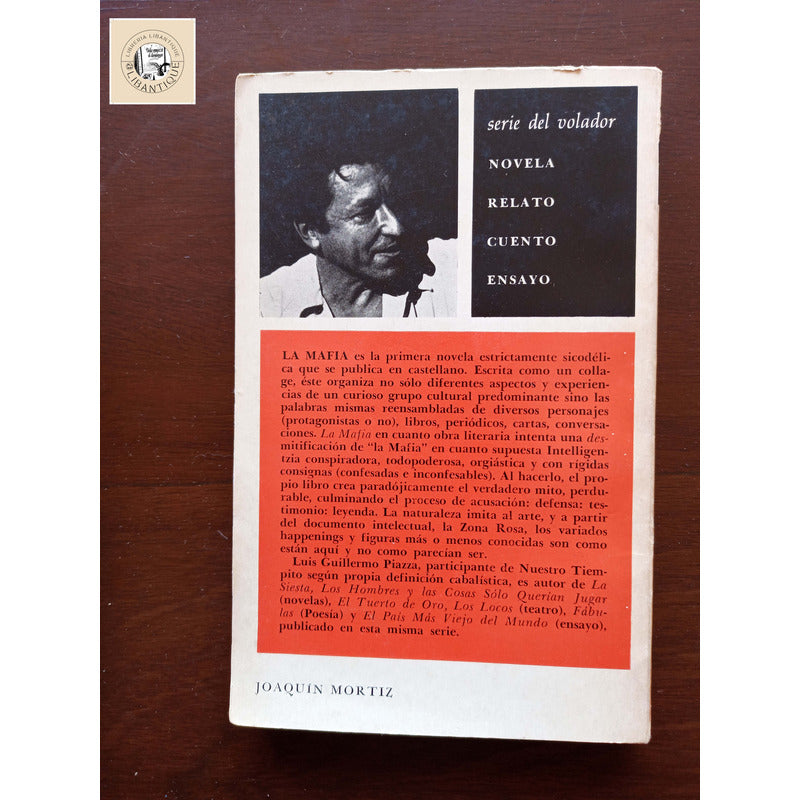 LIBRERIA LIBANTIQUE
LIBANTIQUE
serie del volador
NOVELA
RELATO
CUENTO
ENSAYO
LA MAFIA es la primera novela estrictamente sicodéli-
ca que se publica en castellano. Escrita como un colla-
ge, éste organiza no sólo diferentes aspectos y experien-
cias de un curioso grupo cultural predominante sino las
palabras mismas reensambladas de diversos personajes
(protagonistas o no), libros, periódicos, cartas, conversa-
ciones. La Mafia en cuanto obra literaria intenta una des-
mitificación de "la Mafia" en cuanto supuesta Intelligen-
tzia conspiradora, todopoderosa, orgiástica y con rígidas
consignas (confesadas e inconfesables). Al hacerlo, el pro-
pio libro crea paradójicamente el verdadero mito, perdu-
rable, culminando el proceso de acusación: defensa: tes-
timonio: leyenda. La naturaleza imita al arte, y a partir
del documento intelectual, la Zona Rosa, los variados
happenings y figuras más o menos conocidas son como
están aquí y no como parecían ser.
Luis Guillermo Piazza, participante de Nuestro Tiem-
pito según propia definición cabalística, es autor de La
Siesta, Los Hombres y las Cosas Sólo Querían Jugar
(novelas), El Tuerto de Oro, Los Locos (teatro), Fábu-
las (Poesía) y El País Más Viejo del Mundo (ensayo),
publicado en esta misma serie.
JOAQUÍN MORTIZ